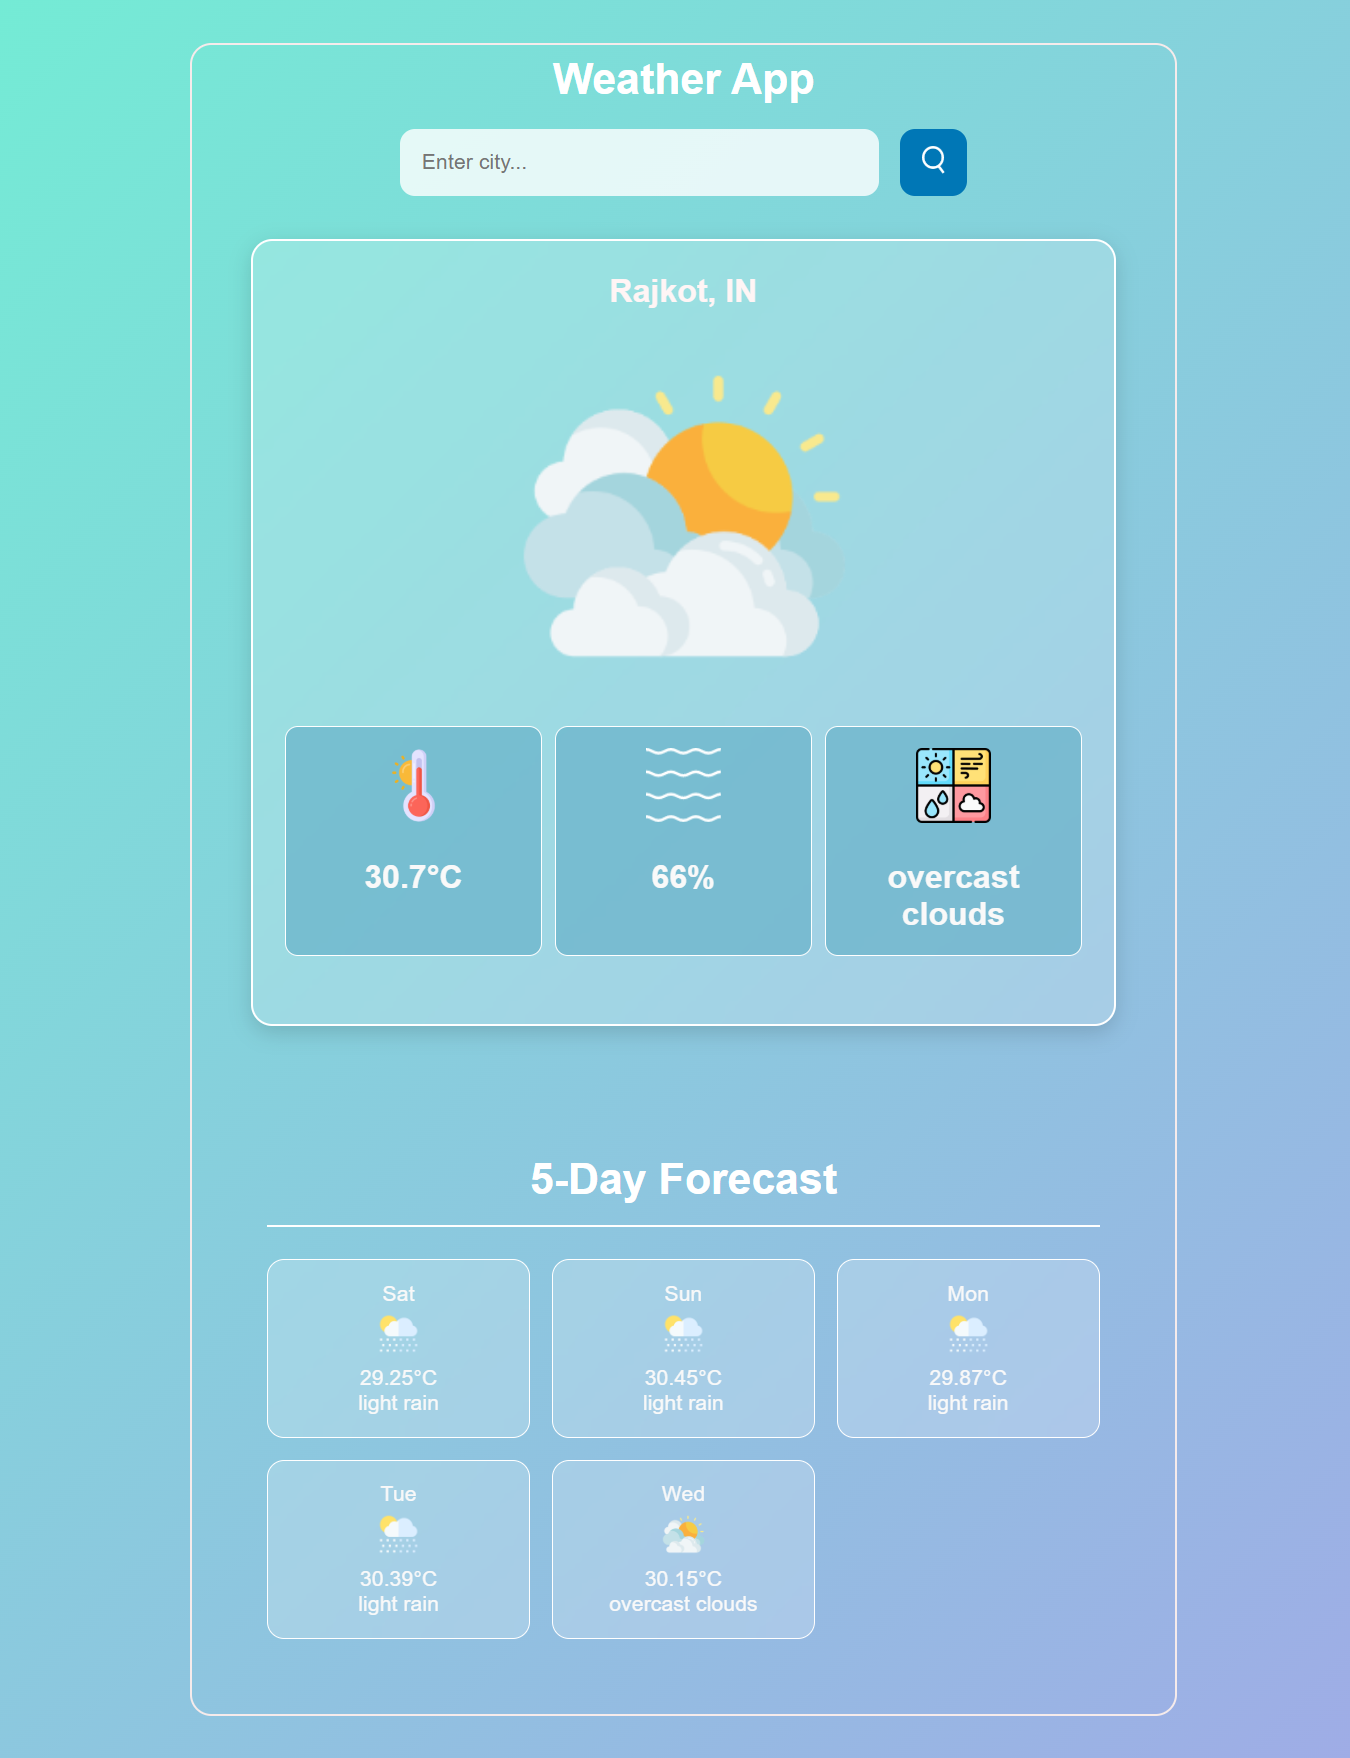 Weather App
Enter city...
Rajkot, IN
30.7°C
66%
overcast
clouds
5-Day Forecast
Sat
29.25°C
light rain
Sun
30.45°C
light rain
Mon
29.87°C
light rain
Tue
30.39°C
light rain
Wed
30.15°C
overcast clouds